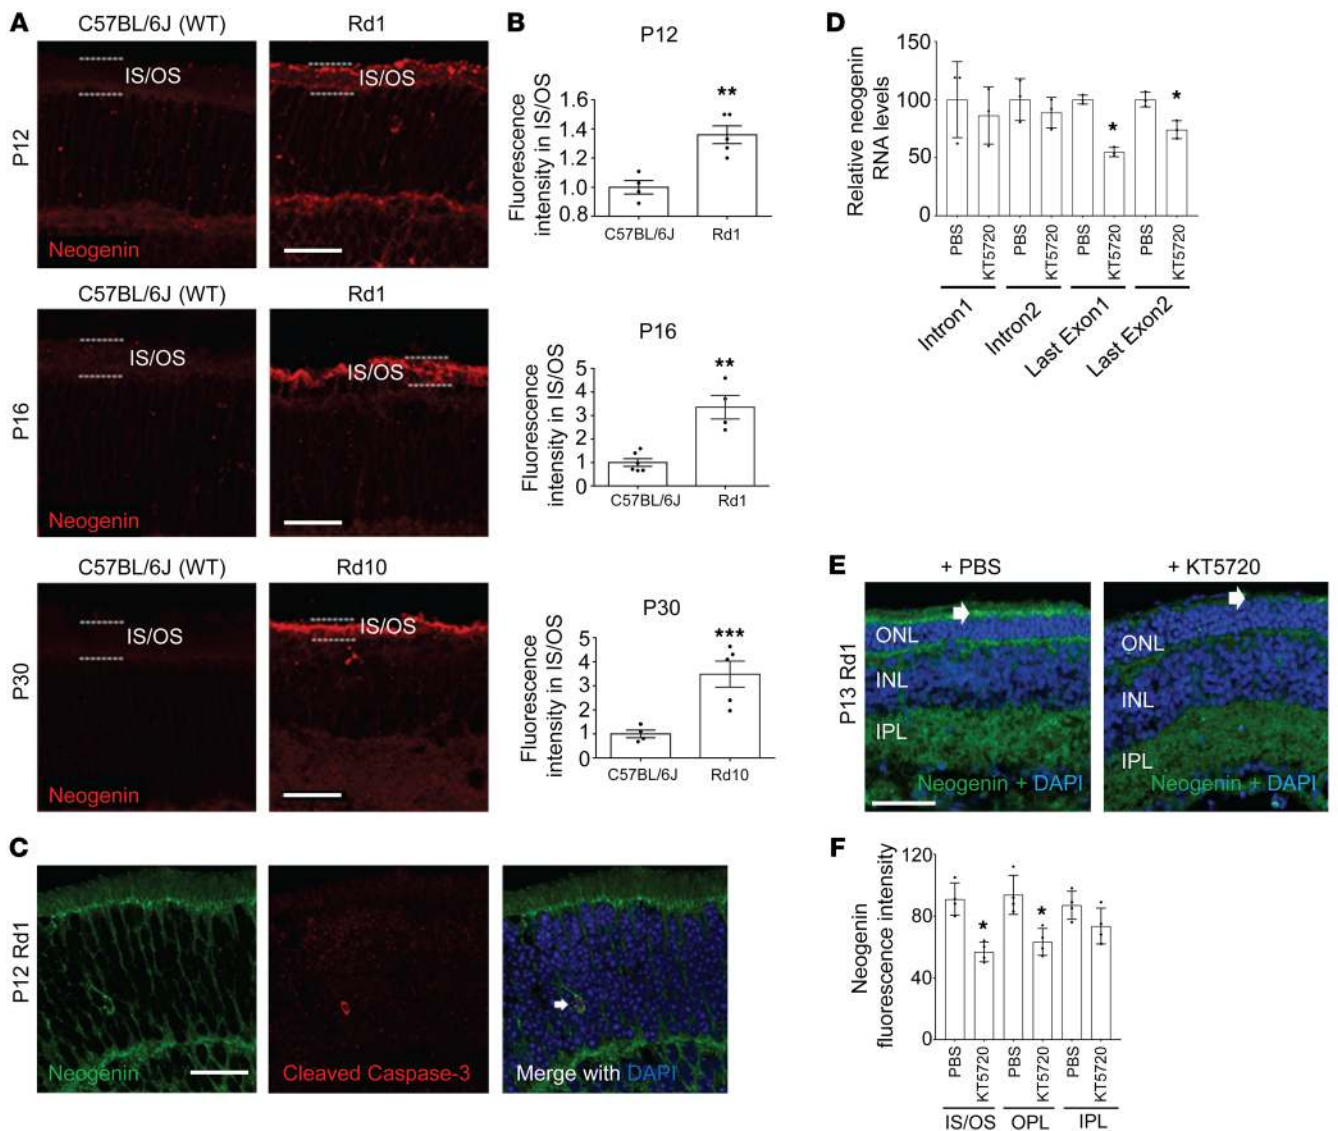 A
C57BL/6J (WT)
Rd1
P12
IS/OS
IS/OS
Neogenin
C57BL/6J (WT)
Rd1
P16
IS/OS
IS/OS
Neogenin
C57BL/6J (WT)
Rd10
P30
IS/OS
IS/OS
Neogenin
B
P12
Fluorescence
intensity in IS/OS
1.6
1.4
1.2
1.0
0.8
**
C57BL/6J
Rd1
P16
Fluorescence
intensity in IS/OS
5
4
3
2
1
0
**
C57BL/6J
Rd1
P30
Fluorescence
intensity in IS/OS
5
4
3
2
1
0
***
C57BL/6J
Rd10
C
P12 Rd1
Neogenin
Cleaved Caspase-3
Merge with DAPI
D
Relative neogenin
RNA levels
150
100
50
0
*
*
PBS
KT5720
PBS
KT5720
PBS
KT5720
PBS
KT5720
Intron1
Intron2
Last Exon1
Last Exon2
E
+ PBS
+ KT5720
P13 Rd1
ONL
INL
IPL
Neogenin + DAPI
ONL
INL
IPL
Neogenin + DAPI
F
Neogenin
fluorescence intensity
120
80
40
0
*
*
PBS
KT5720
PBS
KT5720
PBS
KT5720
IS/OS
OPL
IPL